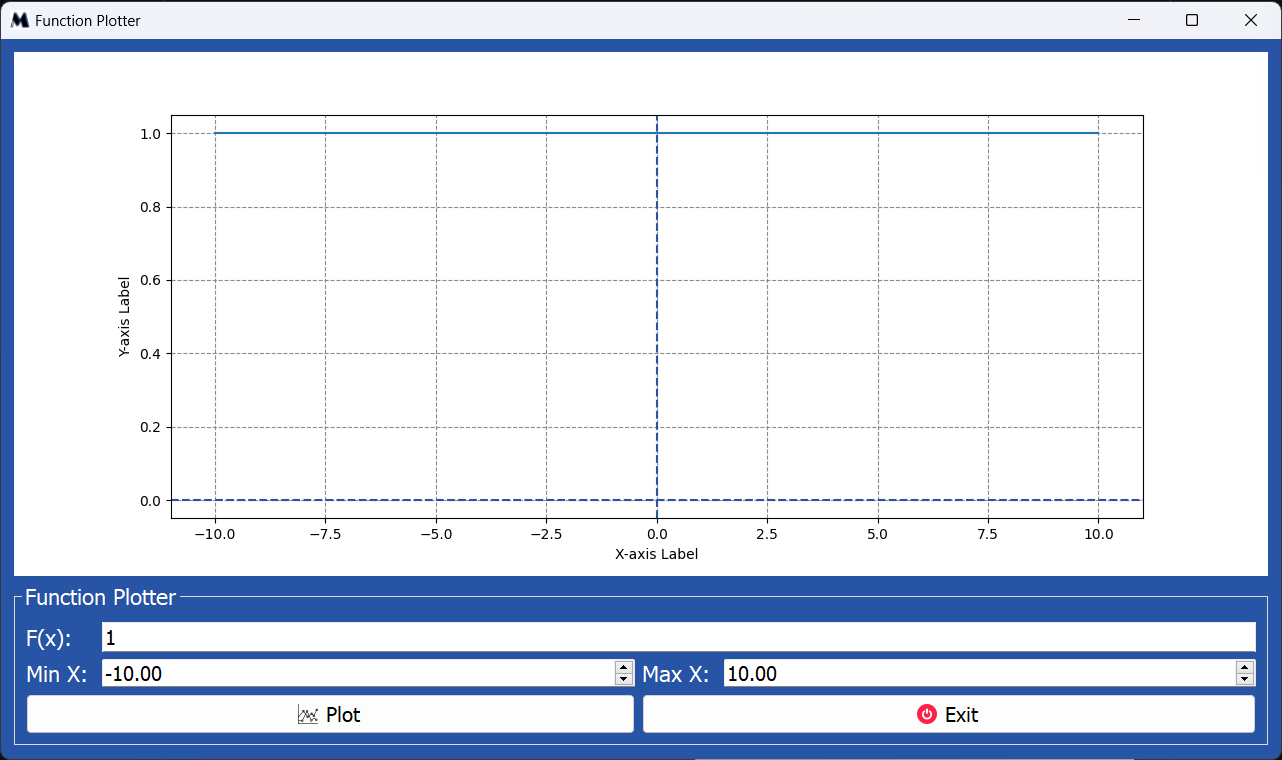 Function Plotter
1.0
0.8
0.6
0.4
0.2
0.0
Y-axis Label
−10.0 −7.5 −5.0 −2.5 0.0 2.5 5.0 7.5 10.0
X-axis Label
Function Plotter
F(x): 1
Min X: -10.00 Max X: 10.00
Plot Exit